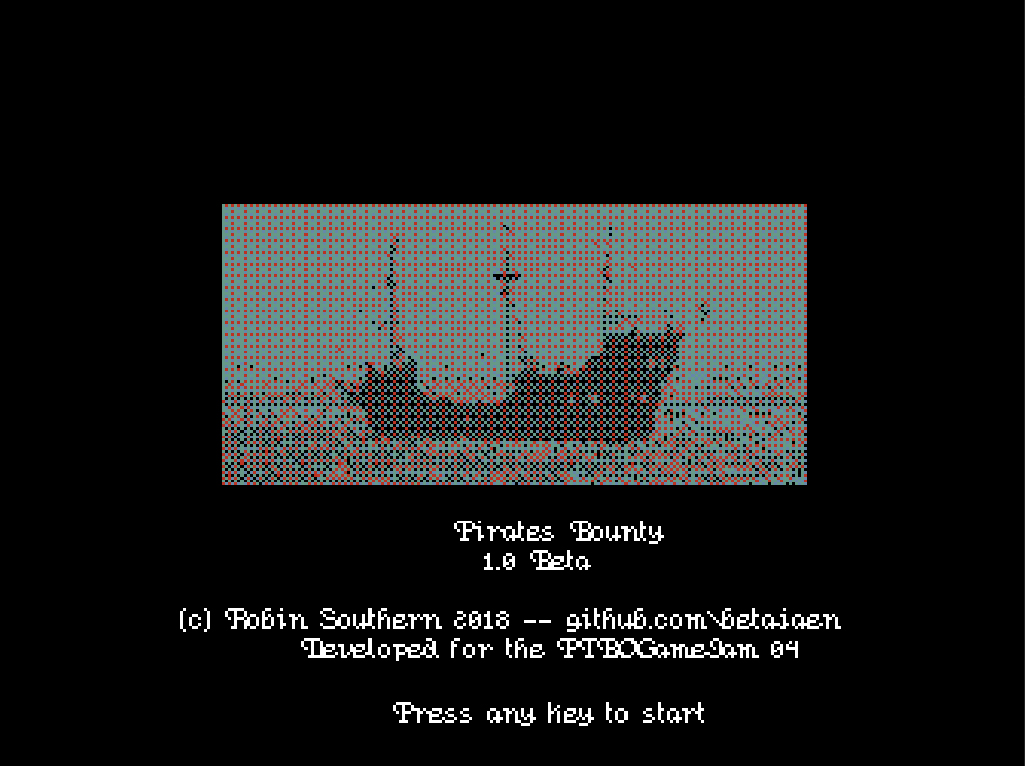 Pirates Bounty
1.0 Beta
(c) Robin Southern 2018 -- github.com\betajaen
Developed for the PTBOGameJam 04
Press any key to start